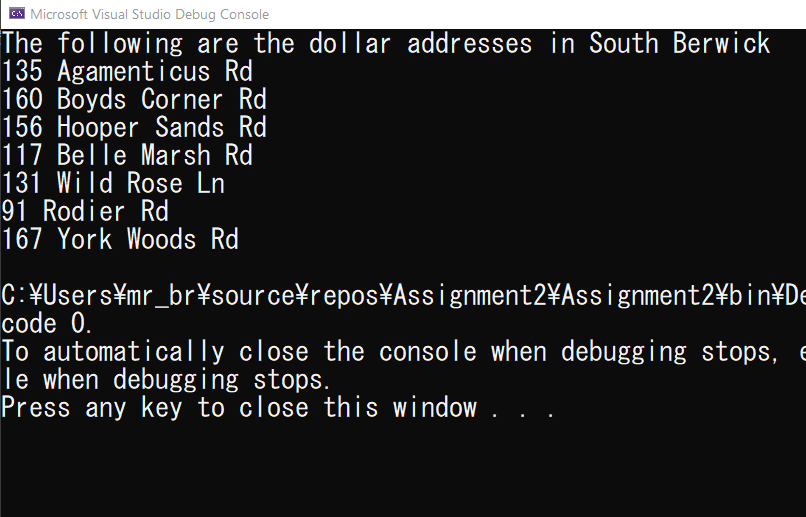 Microsoft Visual Studio Debug Console
The following are the dollar addresses in South Berwick
135 Agamenticus Rd
160 Boyds Corner Rd
156 Hooper Sands Rd
117 Belle Marsh Rd
131 Wild Rose Ln
91 Rodier Rd
167 York Woods Rd
C:¥Users¥mr_br¥source¥repos¥Assignment2¥Assignment2¥bin¥De
code 0.
To automatically close the console when debugging stops, e
le when debugging stops.
Press any key to close this window . . .